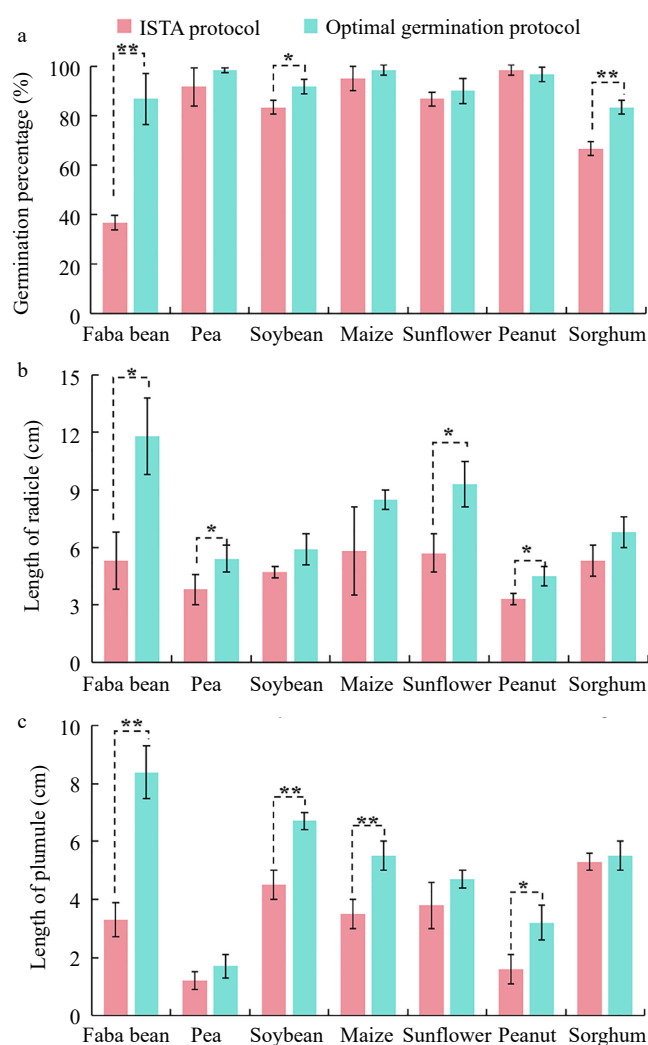 a
ISTA protocol Optimal germination protocol
Germination percentage (%)
100
80
60
40
20
0
** * **
Faba bean Pea Soybean Maize Sunflower Peanut Sorghum
b
Length of radicle (cm)
15
12
9
6
3
0
* * * *
Faba bean Pea Soybean Maize Sunflower Peanut Sorghum
c
Length of plumule (cm)
10
8
6
4
2
0
** ** ** *
Faba bean Pea Soybean Maize Sunflower Peanut Sorghum